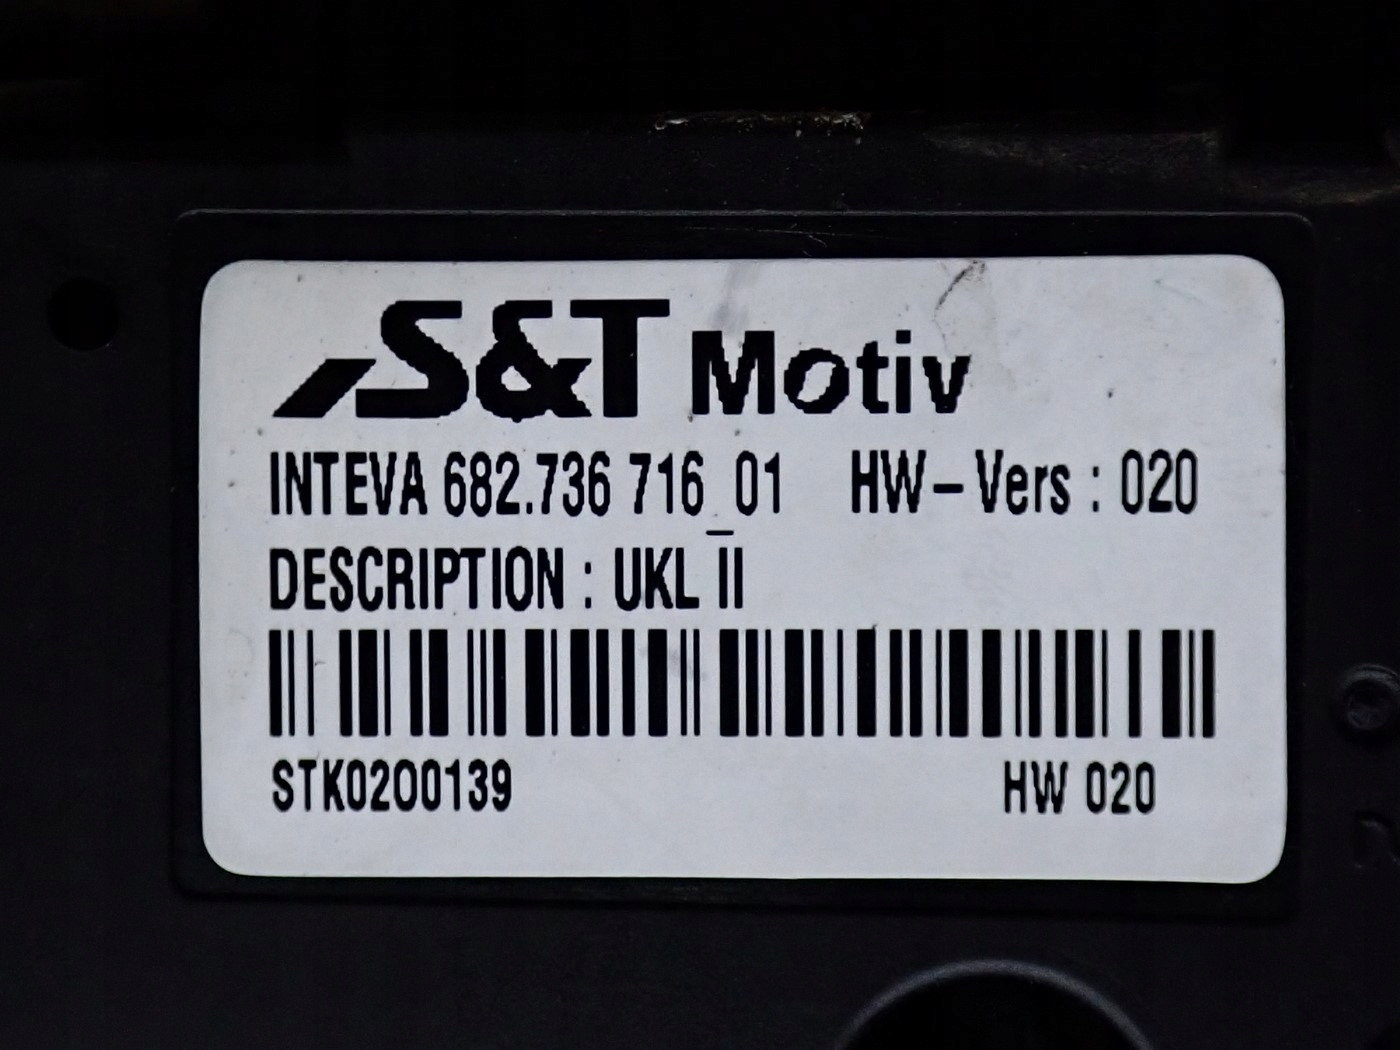 S&T Motiv
INTEVA 682.736 716_01 HW-Vers : 020
DESCRIPTION : UKL II
STK0200139 HW 020